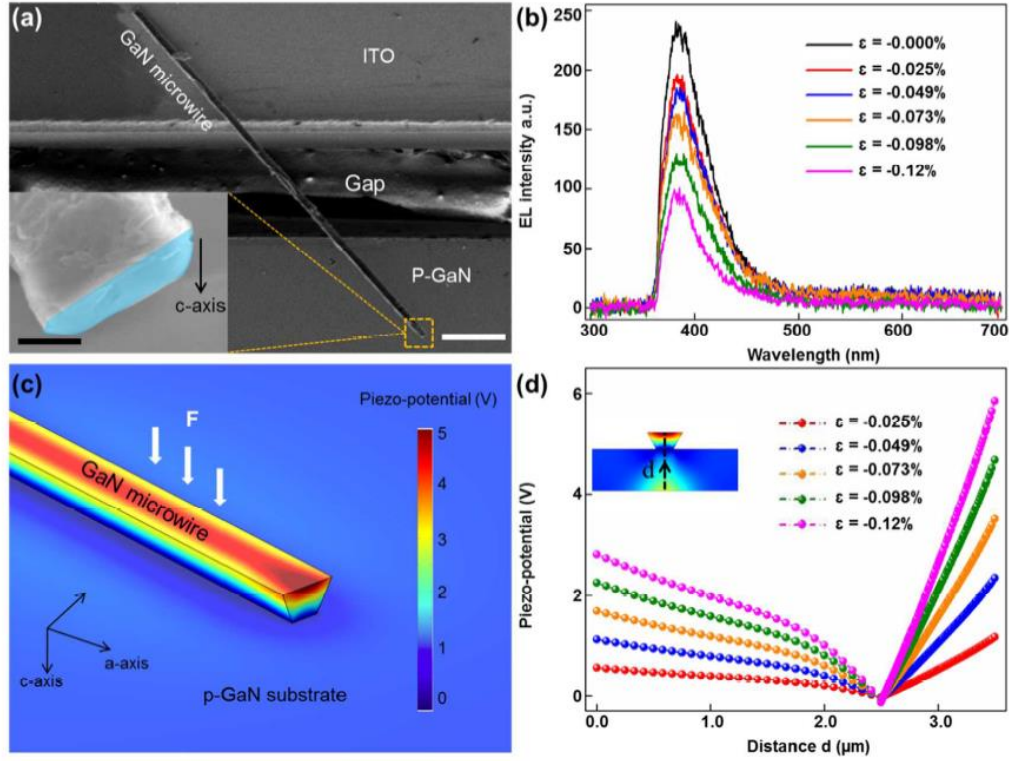 (a)
GaN microwire
ITO
Gap
P-GaN
c-axis
(b)
250
200
150
100
50
0
EL intensity a.u.)
ε = -0.000%
ε = -0.025%
ε = -0.049%
ε = -0.073%
ε = -0.098%
ε = -0.12%
300 400 500 600 700
Wavelength (nm)
(c)
F
Piezo-potential (V)
5
4
3
2
1
0
GaN microwire
a-axis
c-axis
p-GaN substrate
(d)
6
4
2
0
Piezo-potential (V)
d
ε = -0.025%
ε = -0.049%
ε = -0.073%
ε = -0.098%
ε = -0.12%
0.0 1.0 2.0 3.0
Distance d (μm)